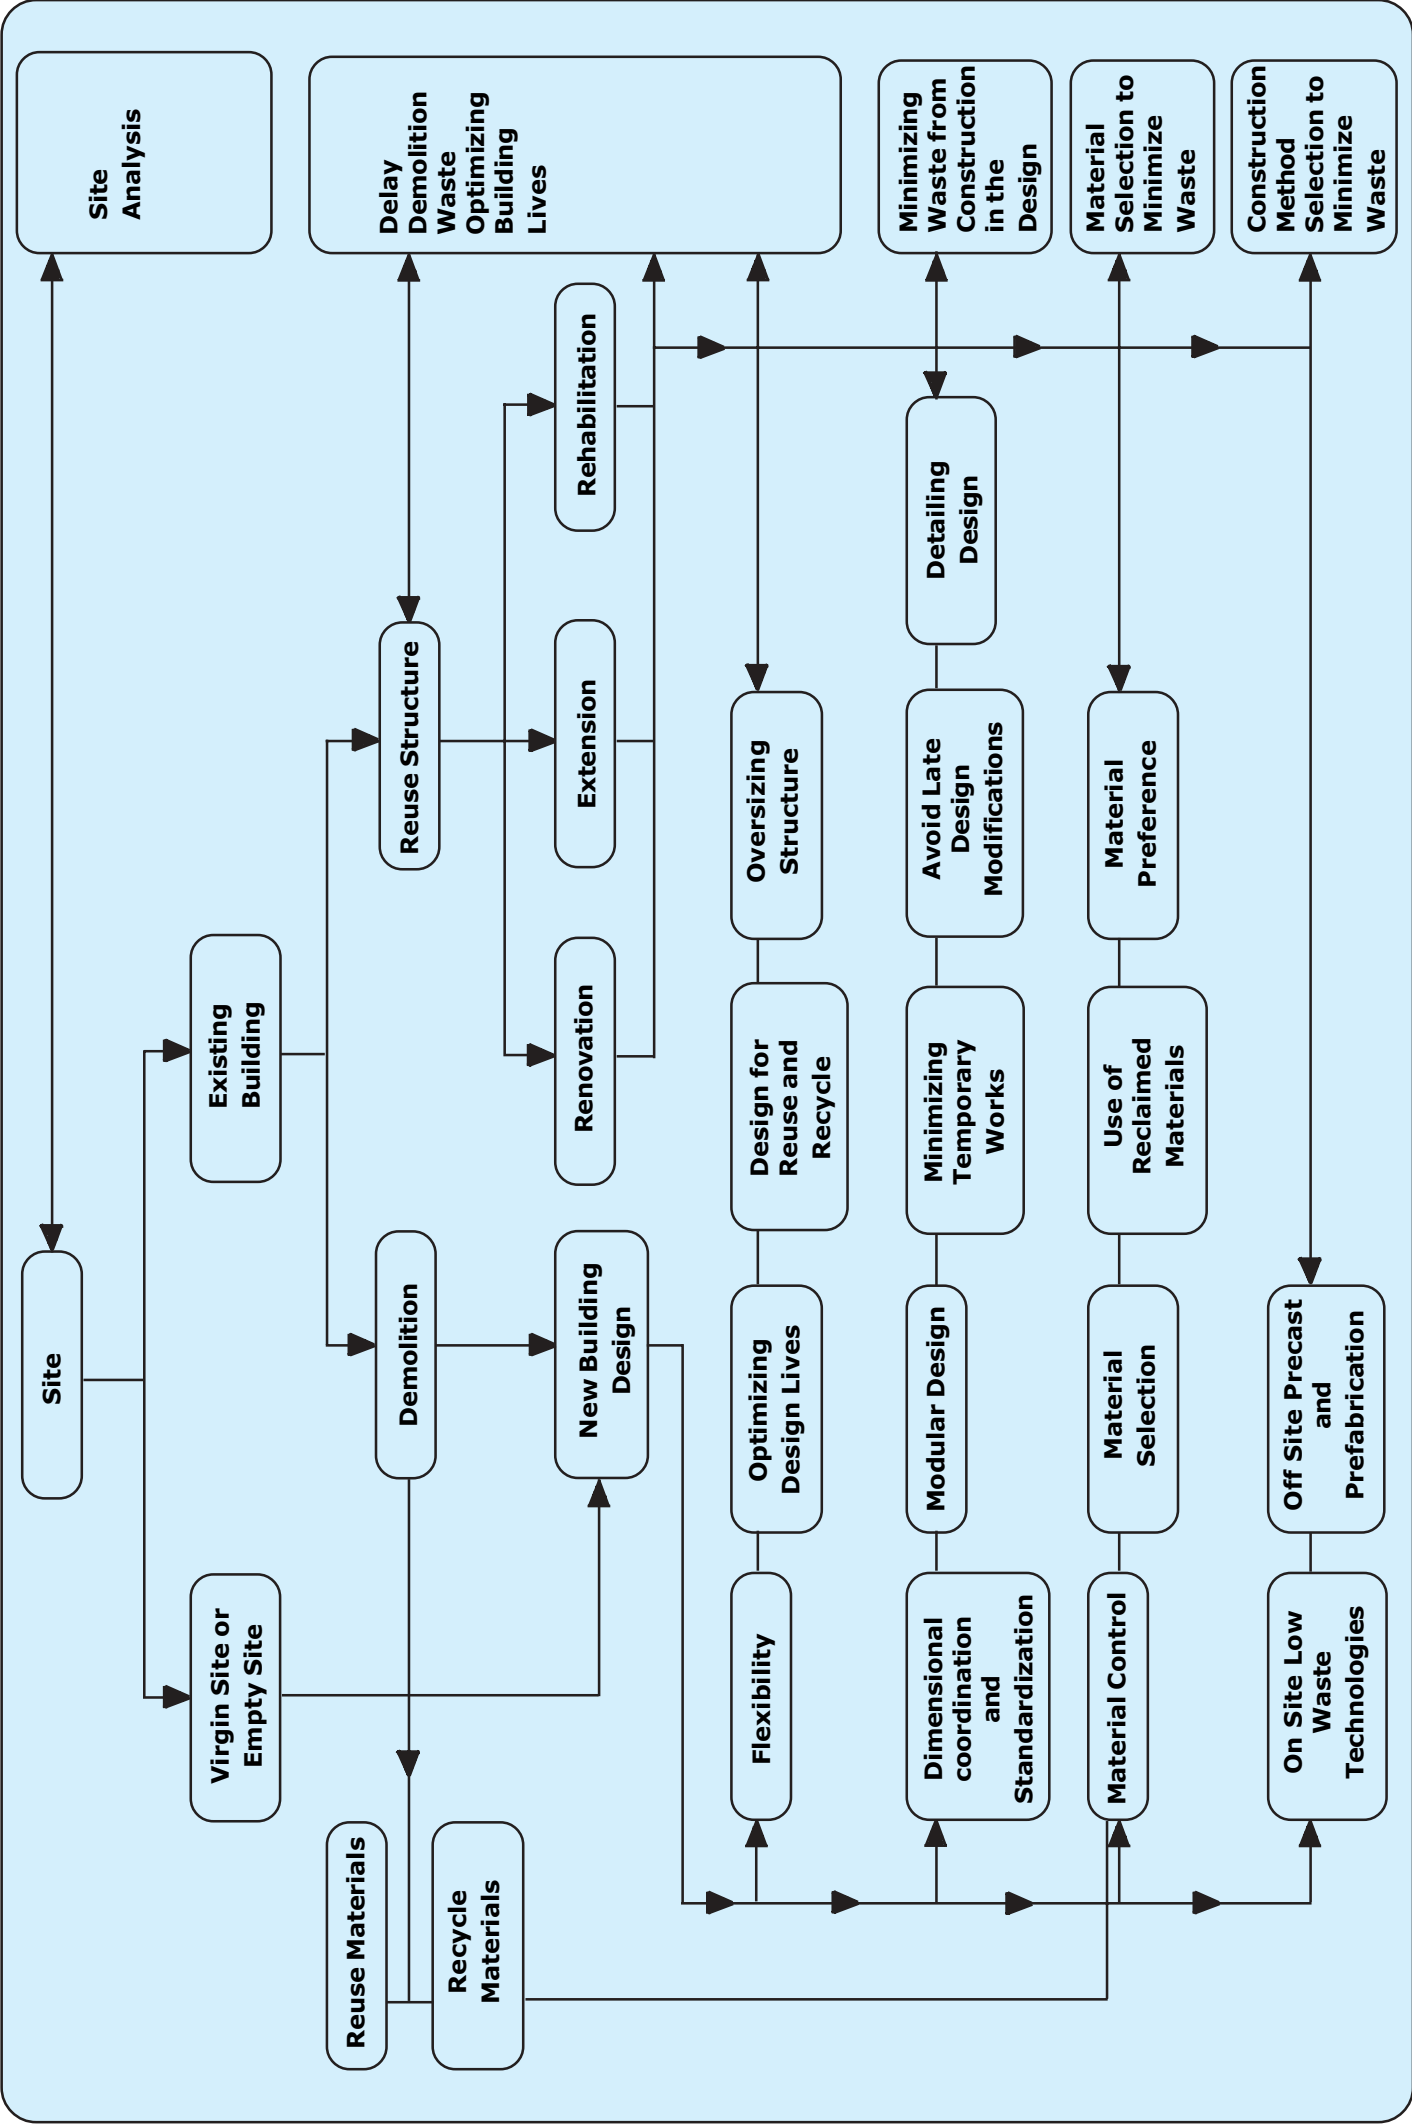 Site
Site
Analysis
Virgin Site or
Empty Site
Existing
Building
Reuse Materials
Recycle
Materials
Demolition
Reuse Structure
Delay
Demolition
Waste
Optimizing
Building
Lives
New Building
Design
Renovation
Extension
Rehabilitation
Flexibility
Optimizing
Design Lives
Design for
Reuse and
Recycle
Oversizing
Structure
Dimensional
coordination
and
Standardization
Modular Design
Minimizing
Temporary
Works
Avoid Late
Design
Modifications
Detailing
Design
Minimizing
Waste from
Construction
in the
Design
Material Control
Material
Selection
Use of
Reclaimed
Materials
Material
Preference
Material
Selection to
Minimize
Waste
On Site Low
Waste
Technologies
Off Site Precast
and
Prefabrication
Construction
Method
Selection to
Minimize
Waste